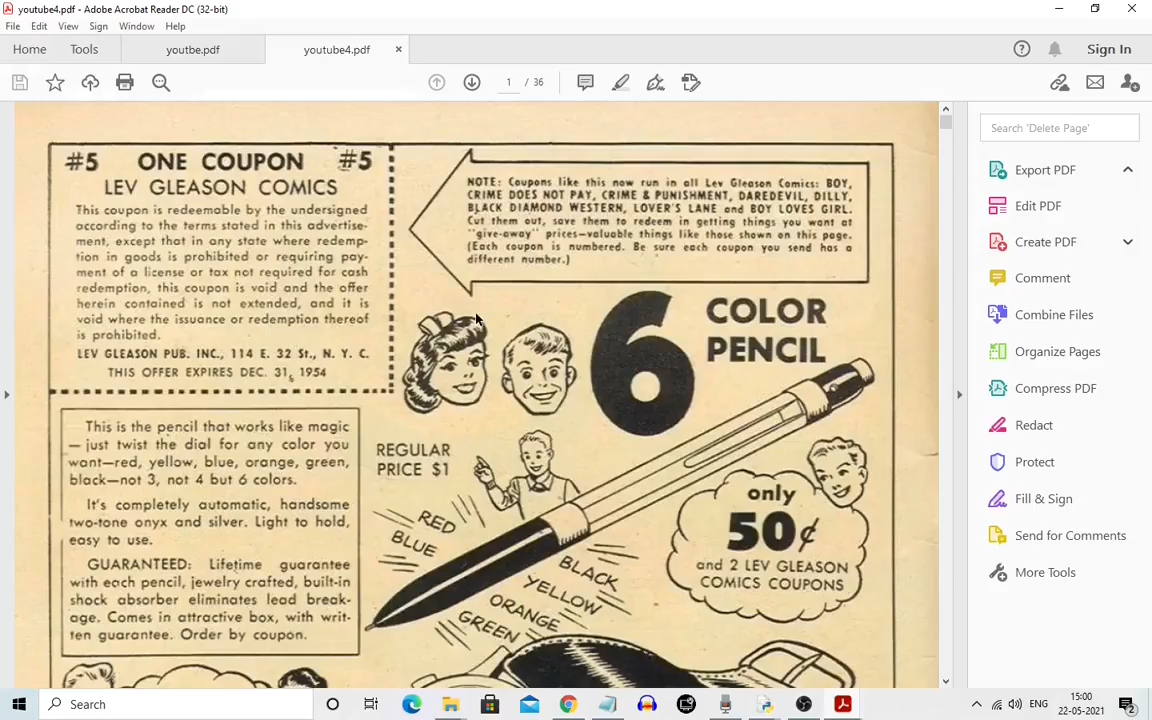 youtube4.pdf - Adobe Acrobat Reader DC (32-bit)
File Edit View Sign Window Help
Home Tools youtbe.pdf youtube4.pdf × Sign In
1 / 36
#5 ONE COUPON #5
LEV GLEASON COMICS
This coupon is redeemable by the undersigned
according to the terms stated in this advertise-
ment, except that in any state where redemp-
tion in goods is prohibited or requiring pay-
ment of a license or tax not required for cash
redemption, this coupon is void and the offer
herein contained is not extended, and it is
void where the issuance or redemption thereof
is prohibited.
LEV GLEASON PUB. INC., 114 E. 32 St., N. Y. C.
THIS OFFER EXPIRES DEC. 31, 1954
NOTE: Coupons like this now run in all Lev Gleason Comics: BOY,
CRIME DOES NOT PAY, CRIME & PUNISHMENT, DAREDEVIL, DILLY,
BLACK DIAMOND WESTERN, LOVER'S LANE and BOY LOVES GIRL.
Cut them out, save them to redeem in getting things you want at
"give-away" prices—valuable things like those shown on this page.
(Each coupon is numbered. Be sure each coupon you send has a
different number.)
6 COLOR
PENCIL
This is the pencil that works like magic
— just twist the dial for any color you
want—red, yellow, blue, orange, green,
black—not 3, not 4 but 6 colors.
It's completely automatic, handsome
two-tone onyx and silver. Light to hold,
easy to use.
GUARANTEED: Lifetime guarantee
with each pencil, jewelry crafted, built-in
shock absorber eliminates lead break-
age. Comes in attractive box, with writ-
ten guarantee. Order by coupon.
REGULAR
PRICE $1
RED
BLUE
BLACK
YELLOW
ORANGE
GREEN
only
50¢
and 2 LEV GLEASON
COMICS COUPONS
Search 'Delete Page'
Export PDF
Edit PDF
Create PDF
Comment
Combine Files
Organize Pages
Compress PDF
Redact
Protect
Fill & Sign
Send for Comments
More Tools
Search
ENG
15:00
22-05-2021
2